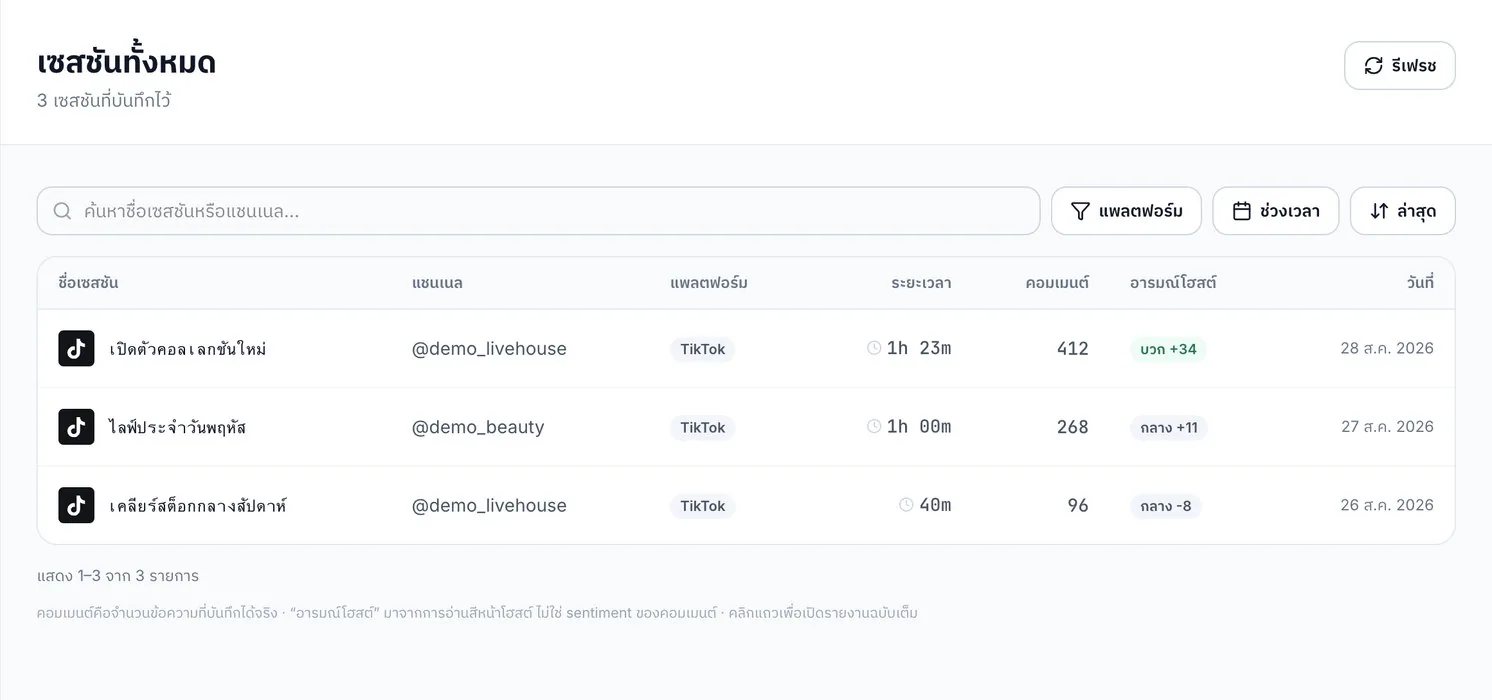 เซสชันทั้งหมด
3 เซสชันที่บันทึกไว้
รีเฟรช
ค้นหาชื่อเซสชันหรือแชนเนล...
แพลตฟอร์ม
ช่วงเวลา
ล่าสุด
ชื่อเซสชัน แชนเนล แพลตฟอร์ม ระยะเวลา คอมเมนต์ อารมณ์โฮสต์ วันที่
เปิดตัวคอลเลกชันใหม่ @demo_livehouse TikTok 1h 23m 412 บวก +34 28 ส.ค. 2026
ไลฟ์ประจำวันพฤหัส @demo_beauty TikTok 1h 00m 268 กลาง +11 27 ส.ค. 2026
เคลียร์สต็อกกลางสัปดาห์ @demo_livehouse TikTok 40m 96 กลาง -8 26 ส.ค. 2026
แสดง 1–3 จาก 3 รายการ
คอมเมนต์คือจำนวนข้อความที่บันทึกได้จริง · “อารมณ์โฮสต์” มาจากการอ่านสีหน้าโฮสต์ ไม่ใช่ sentiment ของคอมเมนต์ · คลิกแถวเพื่อเปิดรายงานฉบับเต็ม